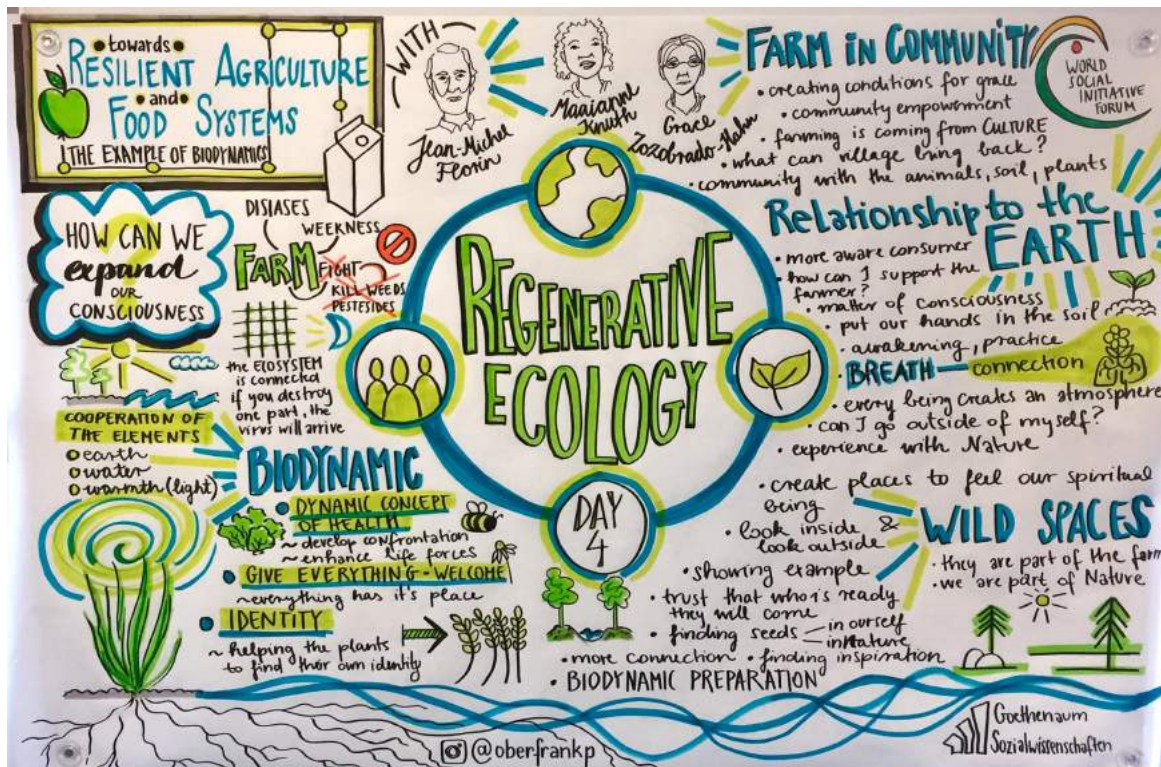 •towards•
RESILIENT AGRICULTURE
•and•
FOOD SYSTEMS
THE EXAMPLE OF BIODYNAMICS
WITH
Jean-Michel
Florin
Maaianne
Knuth
Grace
Zozobrado-Hahn
FARM IN COMMUNITY
• creating conditions for grace
• community empowerment
• farming is coming from CULTURE
• what can village bring back?
• community with the animals, soil, plants
WORLD
SOCIAL
INITIATIVE
FORUM
HOW CAN WE
expand
OUR
CONSCIOUSNESS
?
DISIASES
WEEKNESS
FARM
FIGHT
KILL WEEDS
PESTESIDES
the ECOSYSTEM
is connected
if you destroy
one part, the
virus will arrive
COOPERATION OF
THE ELEMENTS
earth
water
warmth (light)
REGENERATIVE
ECOLOGY
DAY
4
Relationship to the
EARTH
• more aware consumer
• how can I support the
farmer?
• matter of consciousness
• put our hands in the soil
• awakening, practice
• BREATH — connection
• every being creates an atmosphere
• can I go outside of myself?
• experience with Nature
BIODYNAMIC
• DYNAMIC CONCEPT
OF HEALTH
~ develop confrontation
~ enhance life forces
• GIVE EVERYTHING - WELCOME
~ everything has it's place
• IDENTITY
~ helping the plants
to find their own identity
• create places to feel our spiritual
being
• look inside &
look outside
• showing example
• trust that who's ready
they will come
• finding seeds
in ourself
in Nature
• more connection • finding inspiration
• BIODYNAMIC PREPARATION
WILD SPACES
• they are part of the farm
• we are part of Nature
@oberfrankp
Goetheanum
Sozialwissenschaften